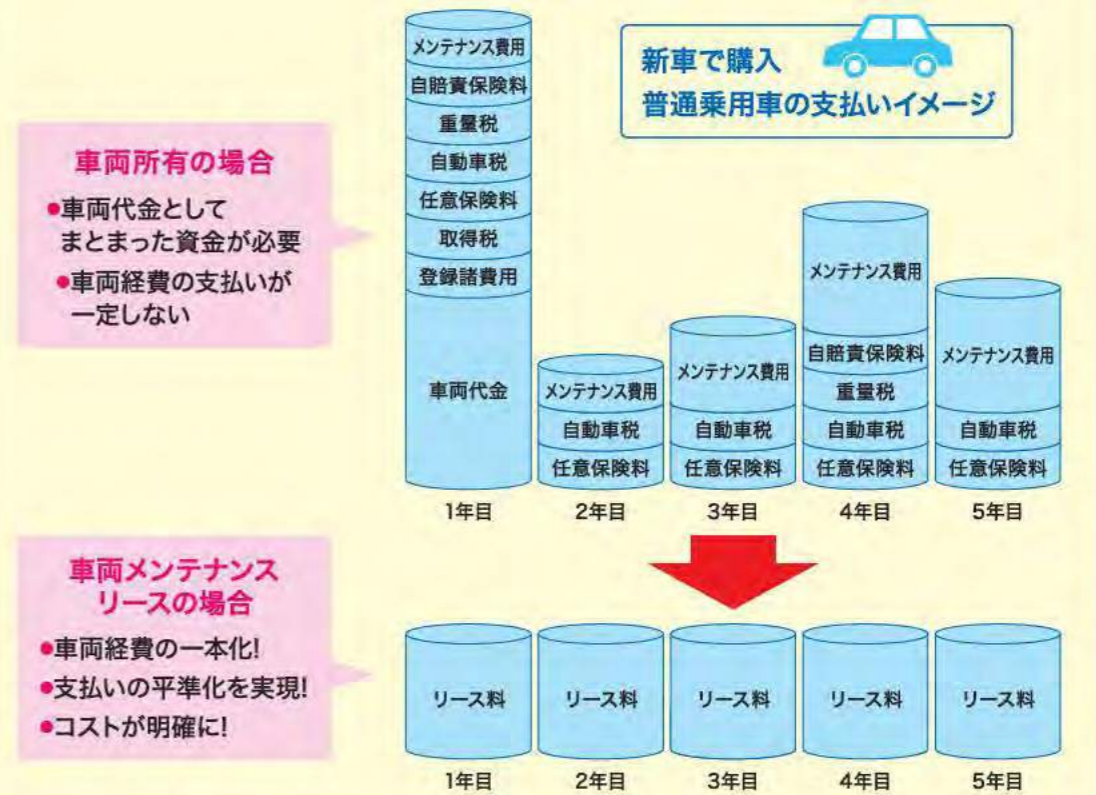 新車で購入
普通乗用車の支払いイメージ
車両所有の場合
●車両代金として
まとまった資金が必要
●車両経費の支払いが
一定しない
メンテナンス費用
自賠責保険料
重量税
自動車税
任意保険料
取得税
登録諸費用
車両代金
1年目
メンテナンス費用
自動車税
任意保険料
2年目
メンテナンス費用
自動車税
任意保険料
3年目
メンテナンス費用
自賠責保険料
重量税
自動車税
任意保険料
4年目
メンテナンス費用
自動車税
任意保険料
5年目
車両メンテナンス
リースの場合
●車両経費の一本化!
●支払いの平準化を実現!
●コストが明確に!
リース料
1年目
リース料
2年目
リース料
3年目
リース料
4年目
リース料
5年目